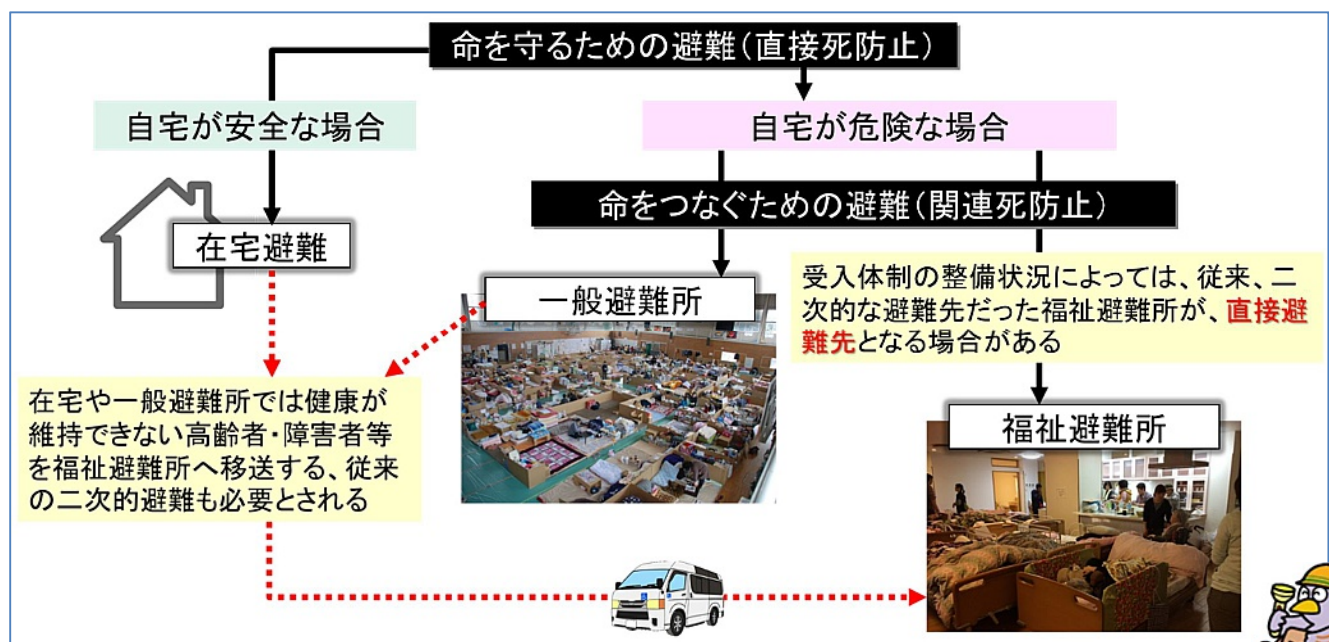 命を守るための避難（直接死防止）
自宅が安全な場合
自宅が危険な場合
命をつなぐための避難（関連死防止）
在宅避難
一般避難所
受入体制の整備状況によっては、従来、二
次的な避難先だった福祉避難所が、直接避
難先となる場合がある
在宅や一般避難所では健康が
維持できない高齢者・障害者等
を福祉避難所へ移送する、従来
の二次的避難も必要とされる
福祉避難所